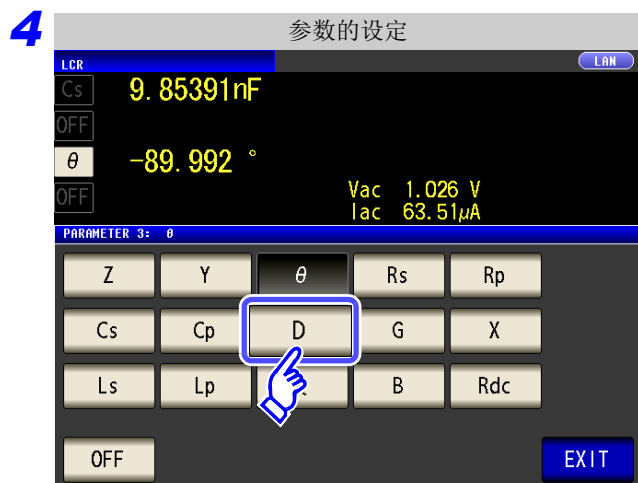 4
参数的设定
LCR LAN
Cs 9.85391nF
OFF
θ -89.992 °
OFF
Vac 1.026 V
Iac 63.51μA
PARAMETER 3: θ
Z Y θ Rs Rp
Cs Cp D G X
Ls Lp B Rdc
OFF EXIT